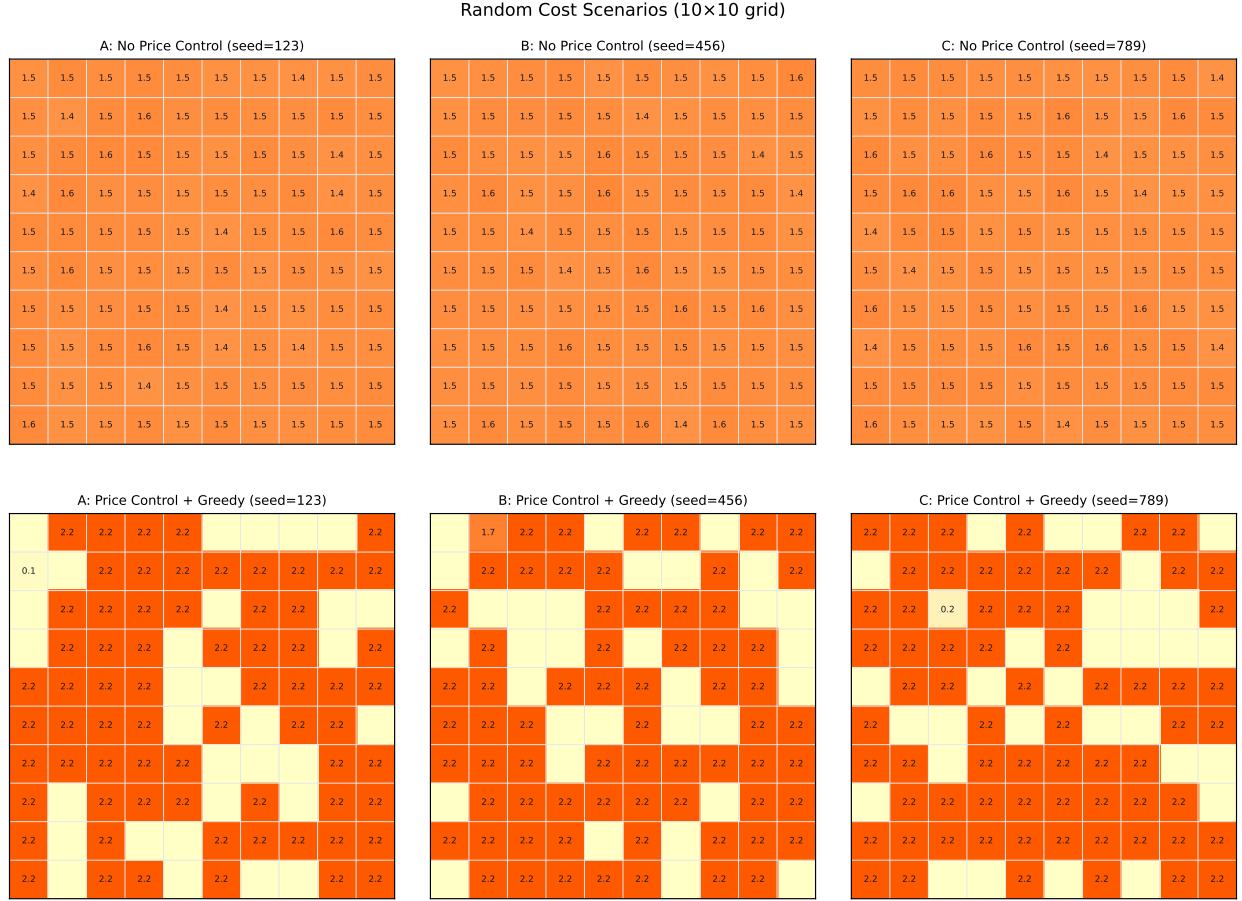 Random Cost Scenarios (10×10 grid)
A: No Price Control (seed=123)
1.5 1.5 1.5 1.5 1.5 1.5 1.5 1.4 1.5 1.5
1.5 1.4 1.5 1.6 1.5 1.5 1.5 1.5 1.5 1.5
1.5 1.5 1.6 1.5 1.5 1.5 1.5 1.5 1.4 1.5
1.4 1.6 1.5 1.5 1.5 1.5 1.5 1.5 1.4 1.5
1.5 1.5 1.5 1.5 1.5 1.4 1.5 1.5 1.6 1.5
1.5 1.6 1.5 1.5 1.5 1.5 1.5 1.5 1.5 1.5
1.5 1.5 1.5 1.5 1.5 1.4 1.5 1.5 1.5 1.5
1.5 1.5 1.5 1.6 1.5 1.4 1.5 1.4 1.5 1.5
1.5 1.5 1.5 1.4 1.5 1.5 1.5 1.5 1.5 1.5
1.6 1.5 1.5 1.5 1.5 1.5 1.5 1.5 1.5 1.5
B: No Price Control (seed=456)
1.5 1.5 1.5 1.5 1.5 1.5 1.5 1.5 1.5 1.6
1.5 1.5 1.5 1.5 1.5 1.4 1.5 1.5 1.5 1.5
1.5 1.5 1.5 1.5 1.6 1.5 1.5 1.5 1.4 1.5
1.5 1.6 1.5 1.5 1.6 1.5 1.5 1.5 1.5 1.4
1.5 1.5 1.4 1.5 1.5 1.5 1.5 1.5 1.5 1.5
1.5 1.5 1.5 1.4 1.5 1.6 1.5 1.5 1.5 1.5
1.5 1.5 1.5 1.5 1.5 1.5 1.6 1.5 1.6 1.5
1.5 1.5 1.5 1.6 1.5 1.5 1.5 1.5 1.5 1.5
1.5 1.5 1.5 1.5 1.5 1.5 1.5 1.5 1.5 1.5
1.5 1.6 1.5 1.5 1.5 1.6 1.4 1.6 1.5 1.5
C: No Price Control (seed=789)
1.5 1.5 1.5 1.5 1.5 1.5 1.5 1.5 1.5 1.4
1.5 1.5 1.5 1.5 1.5 1.6 1.5 1.5 1.6 1.5
1.6 1.5 1.5 1.6 1.5 1.5 1.4 1.5 1.5 1.5
1.5 1.6 1.6 1.5 1.5 1.6 1.5 1.4 1.5 1.5
1.4 1.5 1.5 1.5 1.5 1.5 1.5 1.5 1.5 1.5
1.5 1.4 1.5 1.5 1.5 1.5 1.5 1.5 1.5 1.5
1.6 1.5 1.5 1.5 1.5 1.5 1.5 1.6 1.5 1.5
1.4 1.5 1.5 1.5 1.6 1.5 1.6 1.5 1.5 1.4
1.5 1.5 1.5 1.5 1.5 1.5 1.5 1.5 1.5 1.5
1.6 1.5 1.5 1.5 1.5 1.4 1.5 1.5 1.5 1.5
A: Price Control + Greedy (seed=123)
2.2 2.2 2.2 2.2 2.2
0.1 2.2 2.2 2.2 2.2 2.2 2.2 2.2 2.2
2.2 2.2 2.2 2.2 2.2 2.2
2.2 2.2 2.2 2.2 2.2 2.2 2.2
2.2 2.2 2.2 2.2 2.2 2.2 2.2 2.2
2.2 2.2 2.2 2.2 2.2 2.2 2.2
2.2 2.2 2.2 2.2 2.2 2.2 2.2
2.2 2.2 2.2 2.2 2.2 2.2 2.2
2.2 2.2 2.2 2.2 2.2 2.2 2.2
2.2 2.2 2.2 2.2 2.2 2.2
B: Price Control + Greedy (seed=456)
1.7 2.2 2.2 2.2 2.2 2.2 2.2
2.2 2.2 2.2 2.2 2.2 2.2
2.2 2.2 2.2 2.2 2.2
2.2 2.2 2.2 2.2 2.2
2.2 2.2 2.2 2.2 2.2 2.2 2.2
2.2 2.2 2.2 2.2 2.2 2.2
2.2 2.2 2.2 2.2 2.2 2.2 2.2 2.2 2.2
2.2 2.2 2.2 2.2 2.2 2.2 2.2 2.2
2.2 2.2 2.2 2.2 2.2 2.2 2.2 2.2
2.2 2.2 2.2 2.2 2.2 2.2 2.2
C: Price Control + Greedy (seed=789)
2.2 2.2 2.2 2.2 2.2 2.2
2.2 2.2 2.2 2.2 2.2 2.2 2.2 2.2
2.2 2.2 0.2 2.2 2.2 2.2 2.2
2.2 2.2 2.2 2.2 2.2
2.2 2.2 2.2 2.2 2.2 2.2 2.2
2.2 2.2 2.2 2.2 2.2
2.2 2.2 2.2 2.2 2.2 2.2 2.2
2.2 2.2 2.2 2.2 2.2 2.2 2.2 2.2
2.2 2.2 2.2 2.2 2.2 2.2 2.2 2.2 2.2 2.2
2.2 2.2 2.2 2.2 2.2 2.2